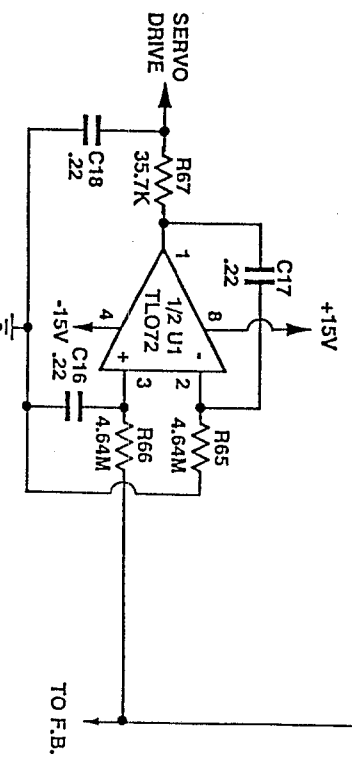 SERVO
DRIVE
R67
35.7K
C18
.22
C17
.22
+15V
1
8
1/2 U1
TLO72
-
+
2
3
4
-15V
C16
.22
R65
4.64M
R66
4.64M
TO F.B.